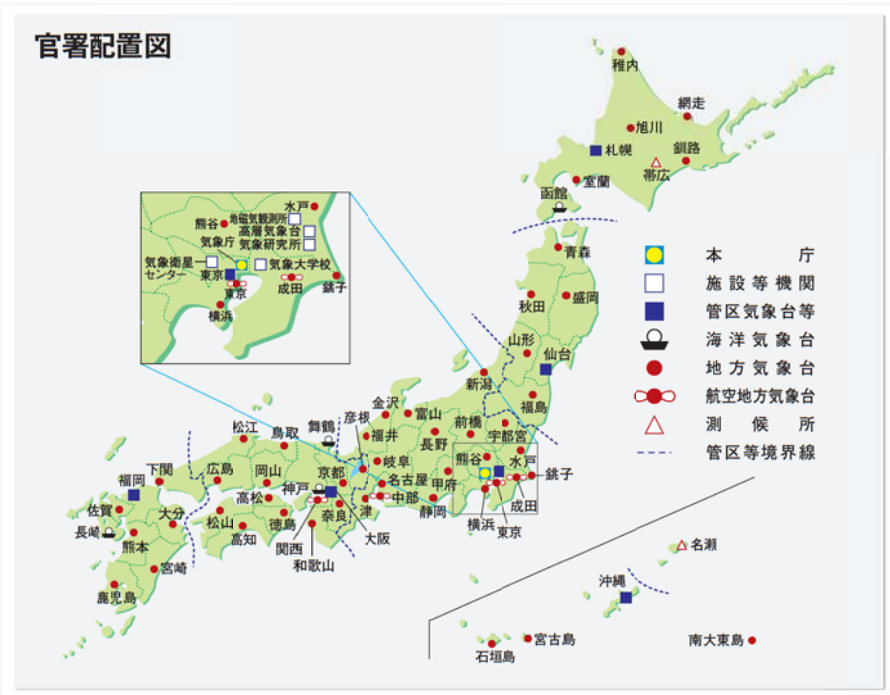 官署配置図
稚内
網走
旭川
札幌
釧路
帯広
室蘭
函館
水戸
地磁気観測所
熊谷
高層気象台
気象庁
気象研究所
気象衛星
センター
気象大学校
東京
東京
成田
銚子
横浜
青森
秋田
盛岡
山形
仙台
新潟
福島
本庁
施設等機関
管区気象台等
海洋気象台
地方気象台
航空地方気象台
測候所
管区等境界線
金沢
富山
前橋
宇都宮
長野
福井
彦根
舞鶴
鳥取
松江
熊谷
水戸
岐阜
銚子
京都
岡山
広島
下関
福岡
名古屋
甲府
神戸
中部
成田
高松
佐賀
津
静岡
奈良
大分
松山
徳島
横浜
東京
長崎
高知
関西
大阪
熊本
和歌山
宮崎
鹿児島
名瀬
沖縄
宮古島
南大東島
石垣島